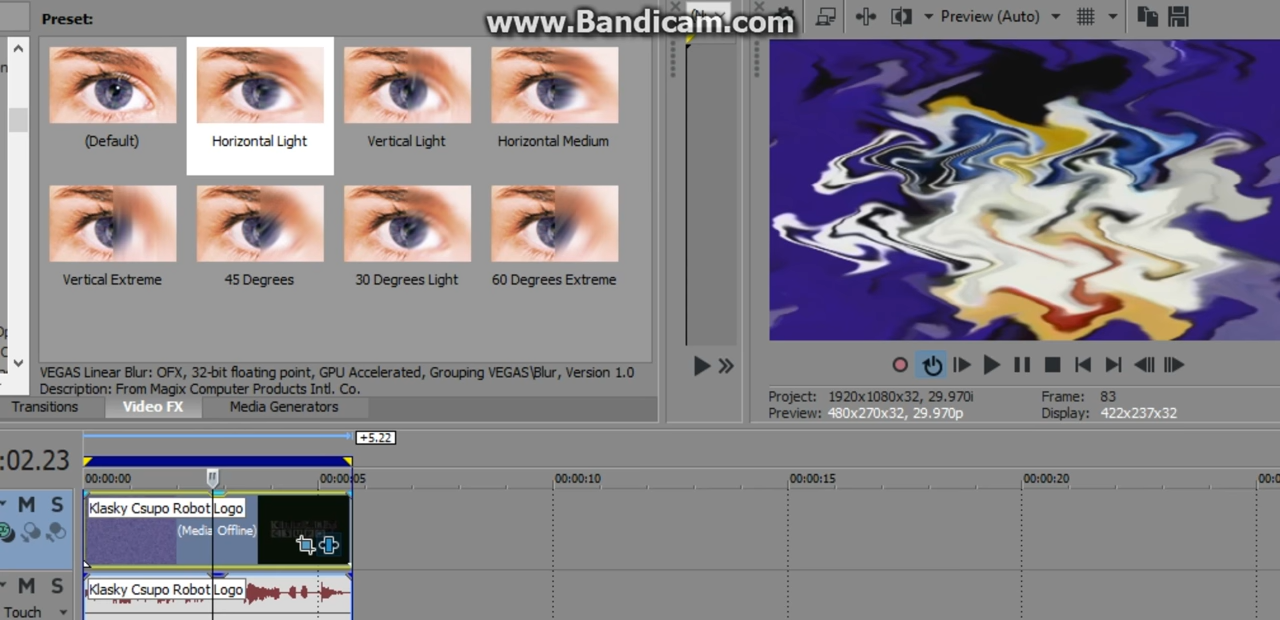 Preset:
www.Bandicam.com
Preview (Auto)
(Default)
Horizontal Light
Vertical Light
Horizontal Medium
Vertical Extreme
45 Degrees
30 Degrees Light
60 Degrees Extreme
VEGAS Linear Blur: OFX, 32-bit floating point, GPU Accelerated, Grouping VEGAS\Blur, Version 1.0
Description: From Magix Computer Products Intl. Co.
Transitions
Video FX
Media Generators
Project: 1920x1080x32, 29.970i
Frame: 83
Preview: 480x270x32, 29.970p
Display: 422x237x32
+5.22
:02.23
00:00:00
00:00:05
00:00:10
00:00:15
00:00:20
M S
Klasky Csupo Robot Logo
(Media Offline)
M S
Klasky Csupo Robot Logo
Touch